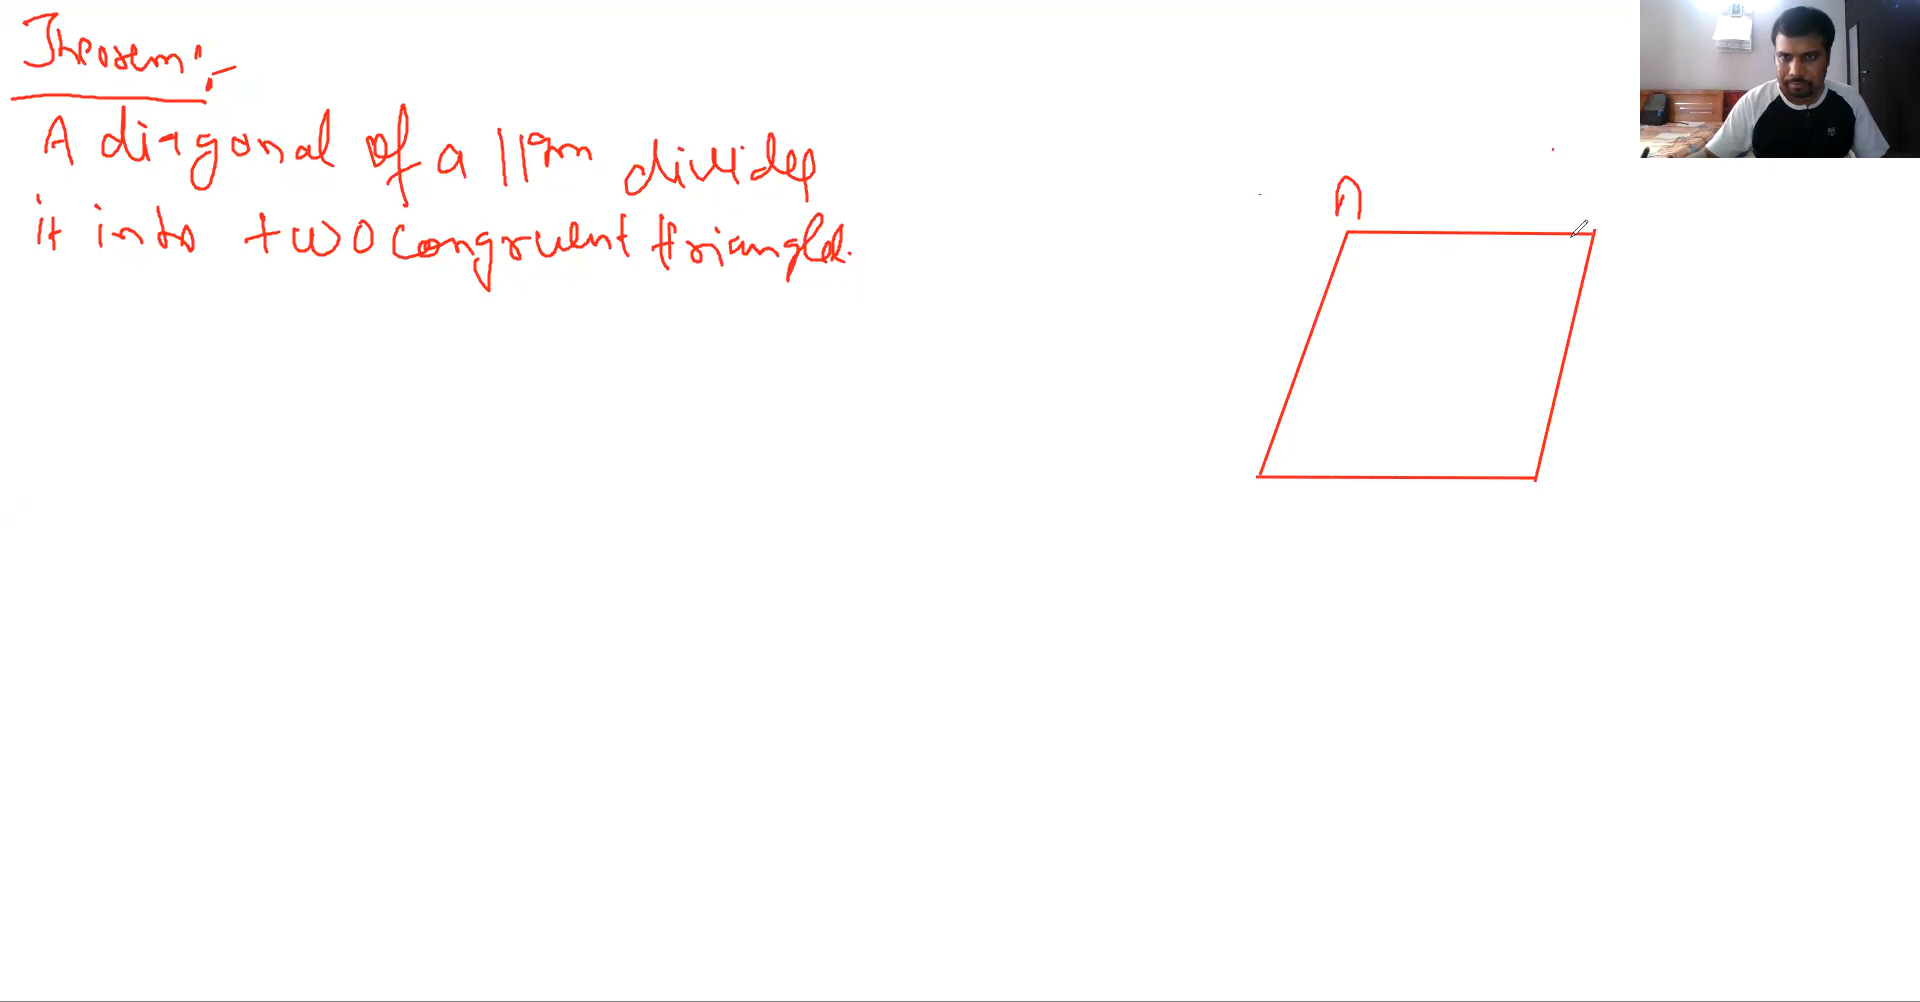 Theorem :-
A diagonal of a ||gm divides
it into two congruent triangles.
A